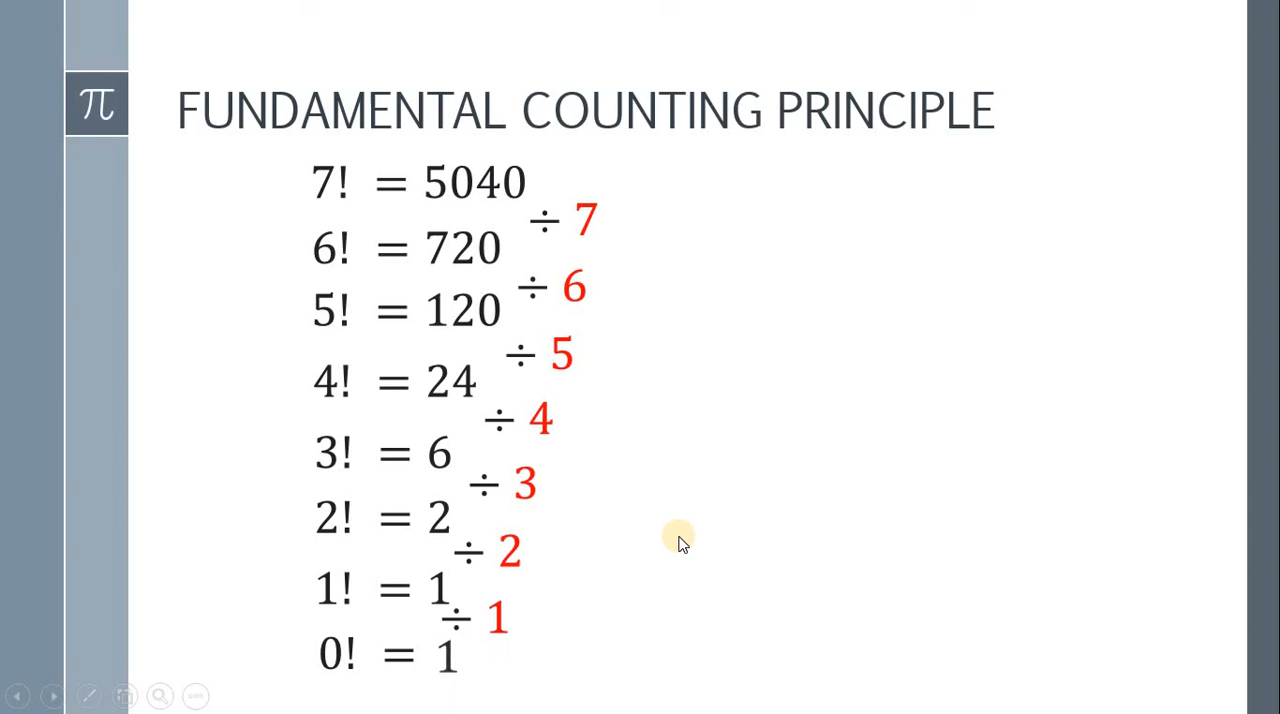 π
FUNDAMENTAL COUNTING PRINCIPLE
7! = 5040
÷ 7
6! = 720
÷ 6
5! = 120
÷ 5
4! = 24
÷ 4
3! = 6
÷ 3
2! = 2
÷ 2
1! = 1
÷ 1
0! = 1